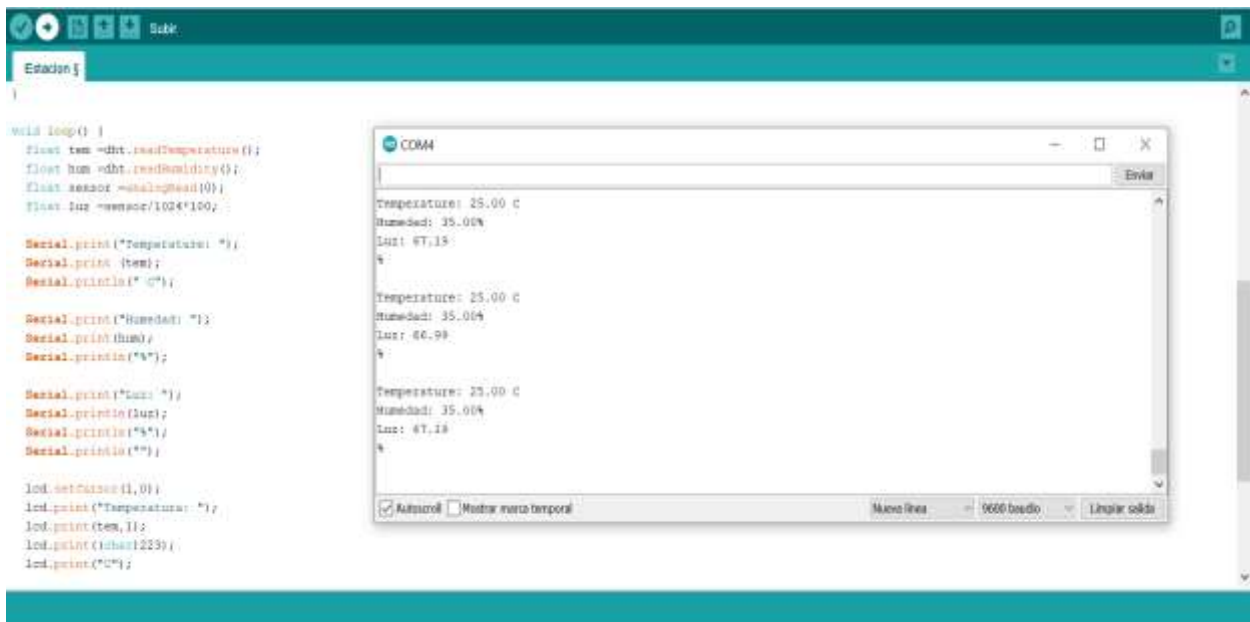 Subir
Estacion §
}
void loop() {
float tem =dht.readTemperature();
float hum =dht.readHumidity();
float sensor =analogRead(0);
float luz =sensor/1024*100;
Serial.print("Temperature: ");
Serial.print (tem);
Serial.println(" C");
Serial.print("Humedad: ");
Serial.print(hum);
Serial.println("%");
Serial.print("Luz: ");
Serial.println(luz);
Serial.println("%");
Serial.println("");
lcd.setCursor(1,0);
lcd.print("Temperatura: ");
lcd.print(tem,1);
lcd.print((char)223);
lcd.print("C");
COM4
Enviar
Temperature: 25.00 C
Humedad: 35.00%
Luz: 67.19
%
Temperature: 25.00 C
Humedad: 35.00%
Luz: 66.99
%
Temperature: 25.00 C
Humedad: 35.00%
Luz: 67.19
%
Autoscroll Mostrar marca temporal Nueva línea 9600 baudio Limpiar salida